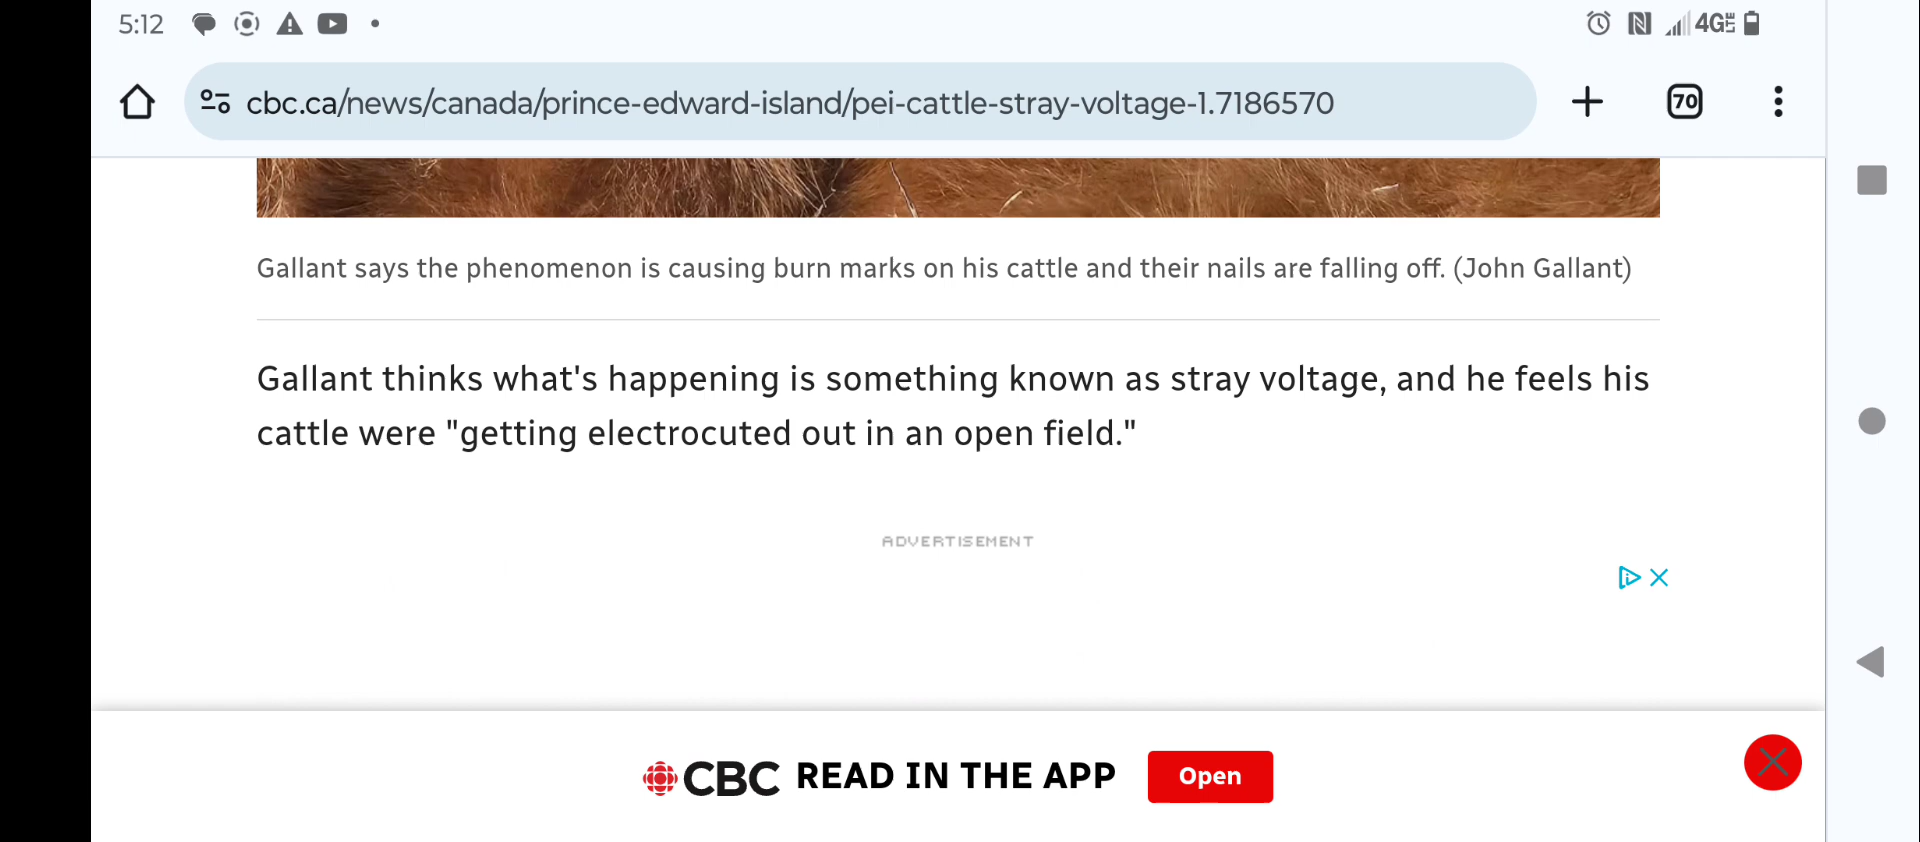 5:12 4G LTE
cbc.ca/news/canada/prince-edward-island/pei-cattle-stray-voltage-1.7186570 70
Gallant says the phenomenon is causing burn marks on his cattle and their nails are falling off. (John Gallant)
Gallant thinks what's happening is something known as stray voltage, and he feels his
cattle were "getting electrocuted out in an open field."
ADVERTISEMENT
CBC READ IN THE APP Open